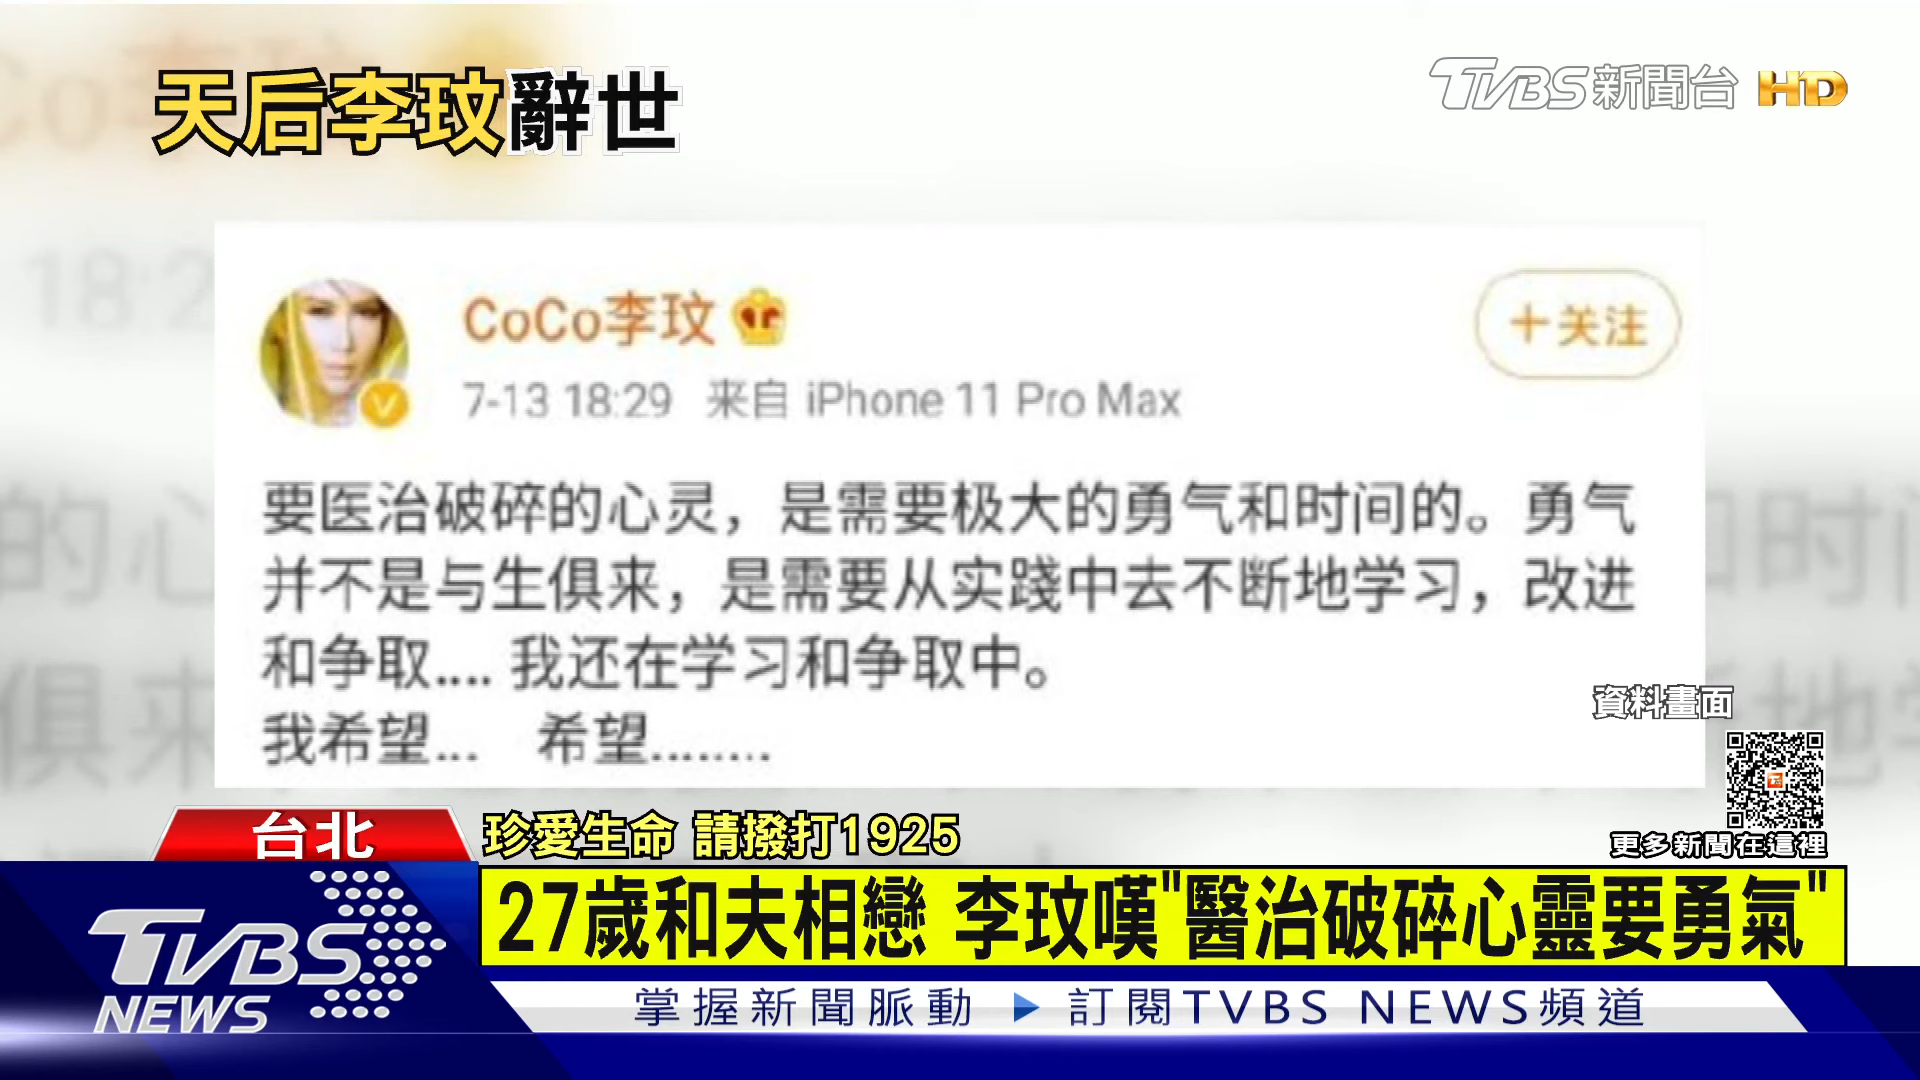 天后李玟辭世
TVBS新聞台 HD
CoCo李玟
+关注
7-13 18:29 来自 iPhone 11 Pro Max
要医治破碎的心灵，是需要极大的勇气和时间的。勇气
并不是与生俱来，是需要从实践中去不断地学习，改进
和争取.... 我还在学习和争取中。
我希望... 希望........
資料畫面
更多新聞在這裡
台北
珍愛生命 請撥打1925
27歲和夫相戀 李玟嘆"醫治破碎心靈要勇氣"
TVBS
NEWS
掌握新聞脈動 ▶ 訂閱TVBS NEWS頻道